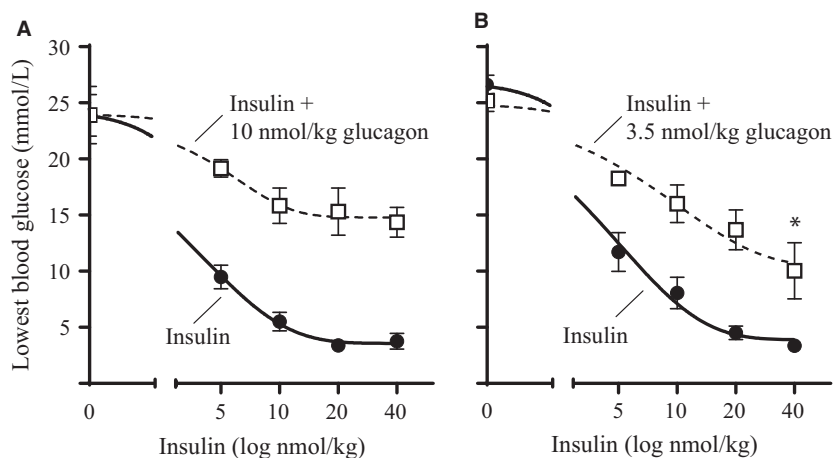 A
B
Lowest blood glucose (mmol/L)
30
25
20
15
10
5
0
5
10
20
40
Insulin (log nmol/kg)
Insulin +
10 nmol/kg glucagon
Insulin
0
5
10
20
40
Insulin (log nmol/kg)
Insulin +
3.5 nmol/kg glucagon
Insulin
*